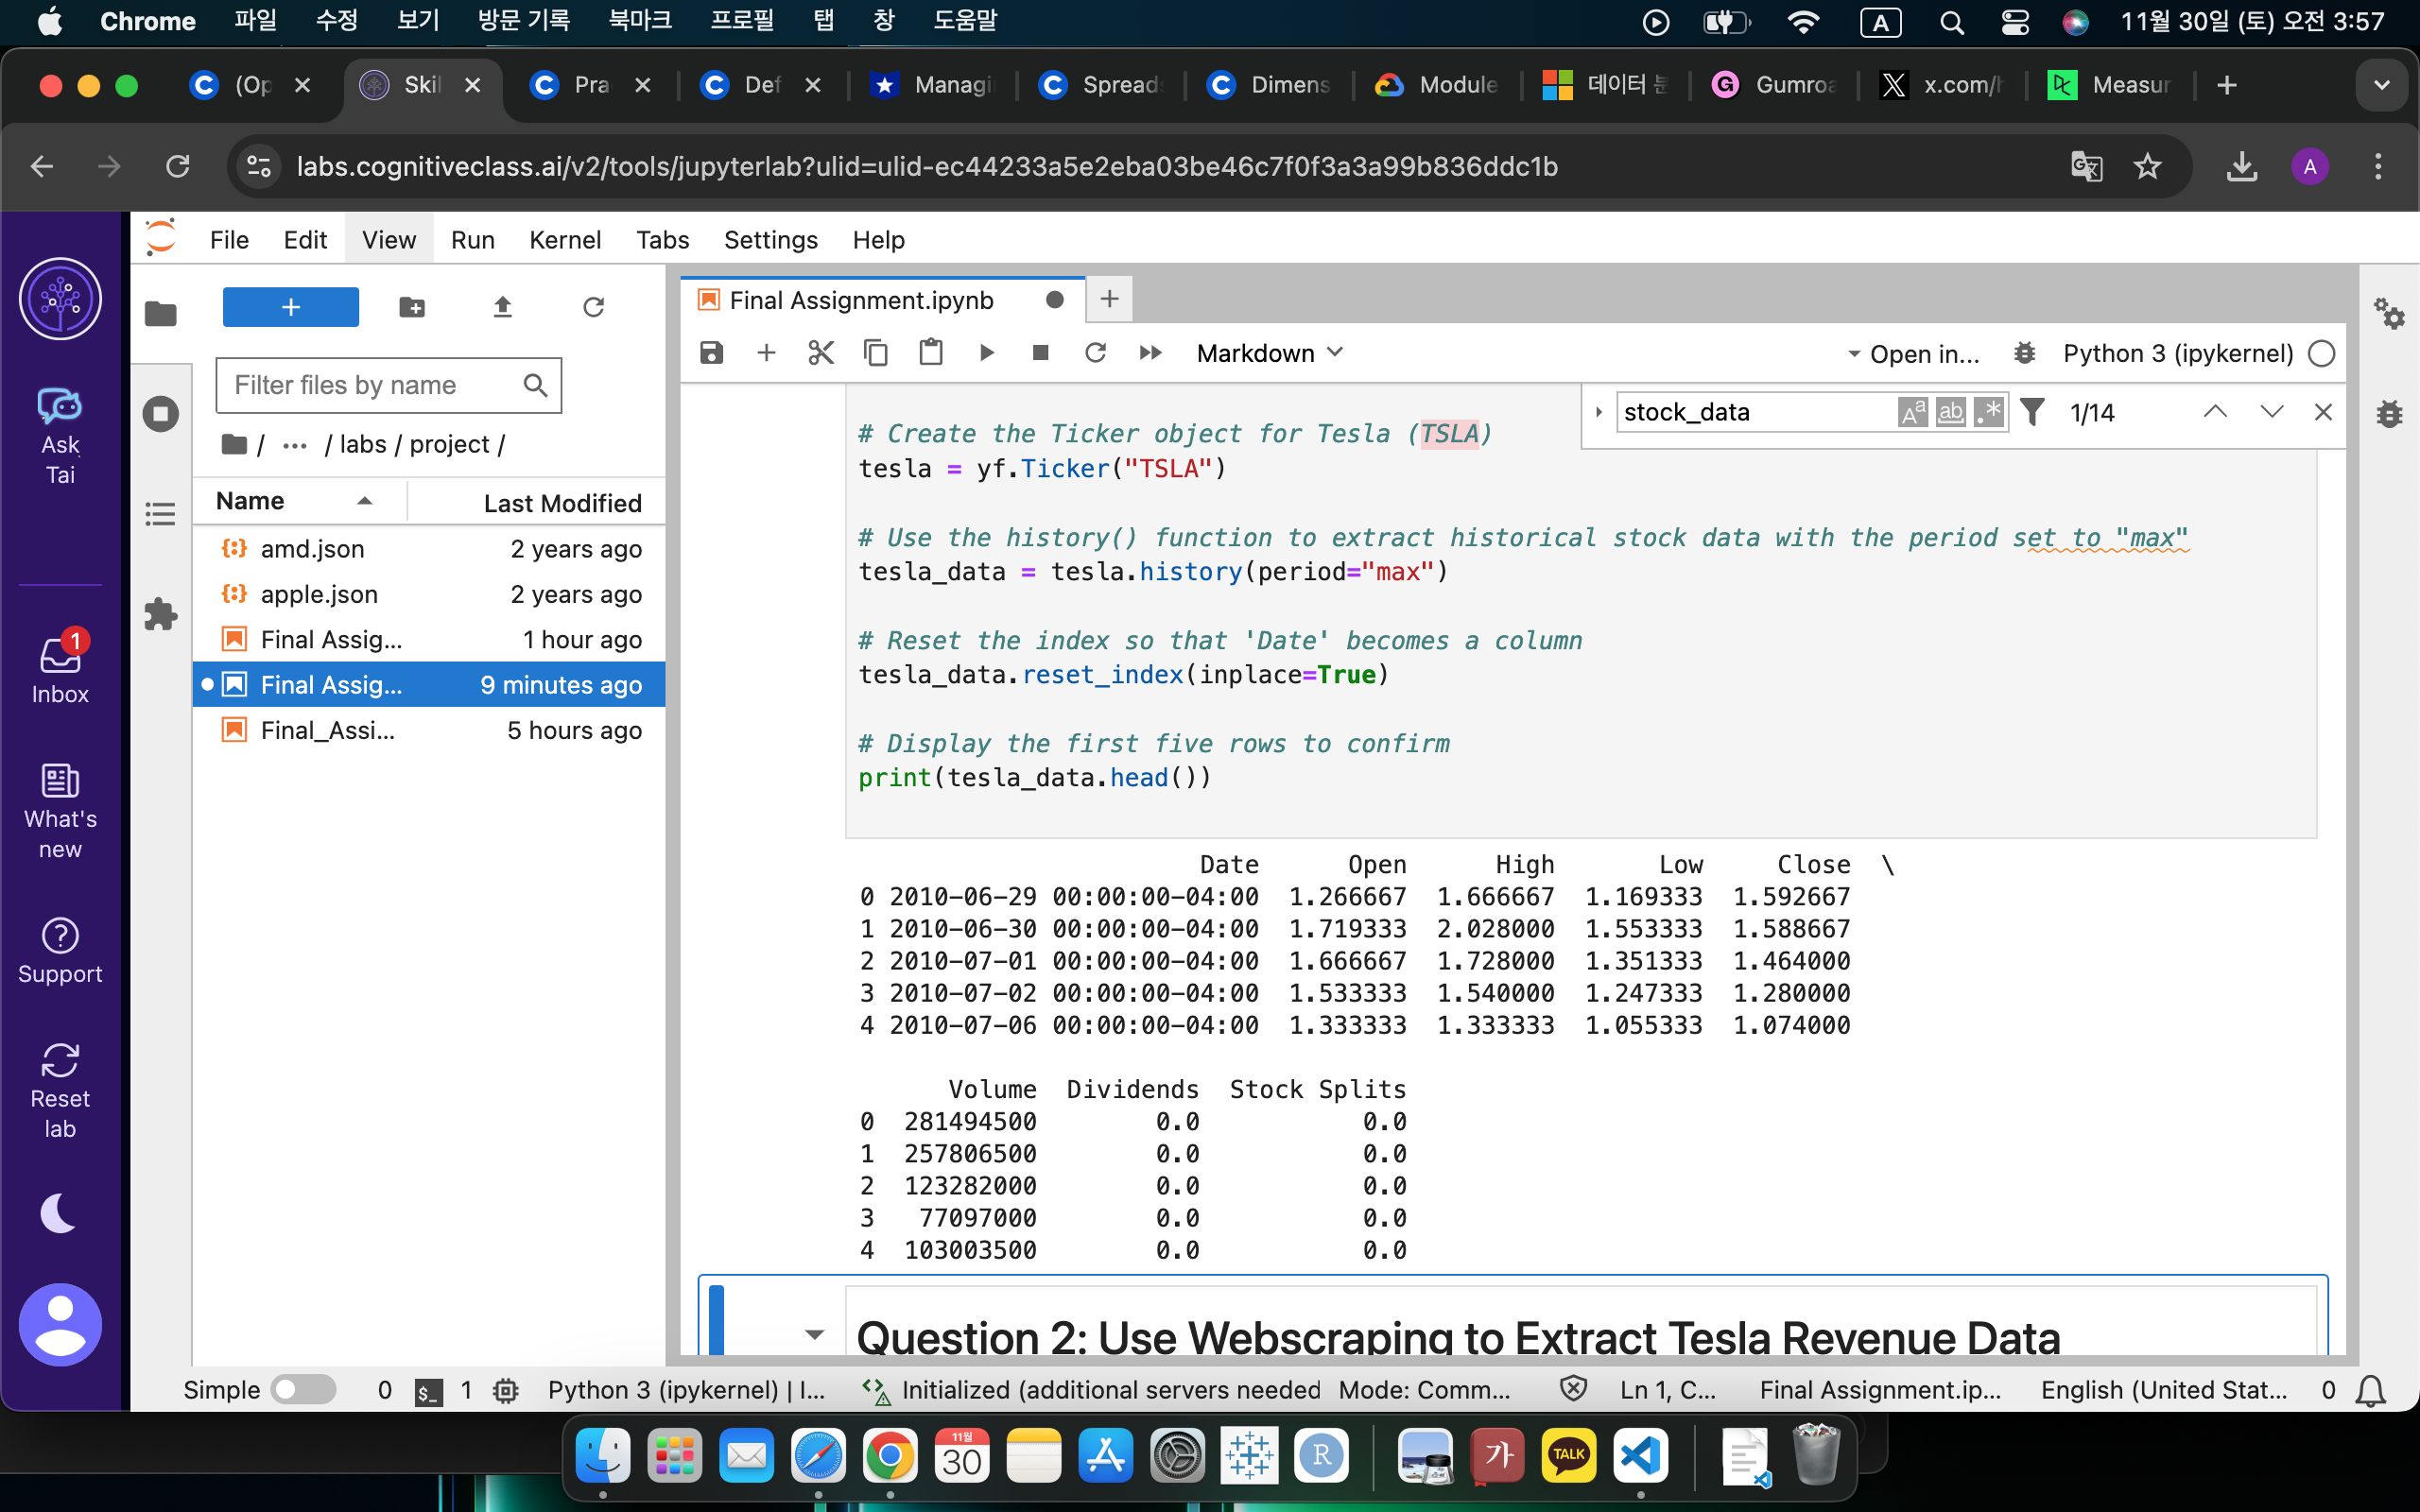 Chrome 파일 수정 보기 방문 기록 북마크 프로필 탭 창 도움말 A 11월 30일 (토) 오전 3:57
(Op Skil Pra Def Managi Spread Dimens Module 데이터 Gumroa x.com/h Measur
labs.cognitiveclass.ai/v2/tools/jupyterlab?ulid=ulid-ec44233a5e2eba03be46c7f0f3a3a99b836ddc1b A
File Edit View Run Kernel Tabs Settings Help
Ask
Tai
1
Inbox
What's
new
Support
Reset
lab
+
Filter files by name
/ ... / labs / project /
Name Last Modified
amd.json 2 years ago
apple.json 2 years ago
Final Assig... 1 hour ago
Final Assig... 9 minutes ago
Final_Assi... 5 hours ago
Final Assignment.ipynb
Markdown Open in... Python 3 (ipykernel)
stock_data Aa ab .* 1/14
# Create the Ticker object for Tesla (TSLA)
tesla = yf.Ticker("TSLA")
# Use the history() function to extract historical stock data with the period set to "max"
tesla_data = tesla.history(period="max")
# Reset the index so that 'Date' becomes a column
tesla_data.reset_index(inplace=True)
# Display the first five rows to confirm
print(tesla_data.head())
Date Open High Low Close \
0 2010-06-29 00:00:00-04:00 1.266667 1.666667 1.169333 1.592667
1 2010-06-30 00:00:00-04:00 1.719333 2.028000 1.553333 1.588667
2 2010-07-01 00:00:00-04:00 1.666667 1.728000 1.351333 1.464000
3 2010-07-02 00:00:00-04:00 1.533333 1.540000 1.247333 1.280000
4 2010-07-06 00:00:00-04:00 1.333333 1.333333 1.055333 1.074000
Volume Dividends Stock Splits
0 281494500 0.0 0.0
1 257806500 0.0 0.0
2 123282000 0.0 0.0
3 77097000 0.0 0.0
4 103003500 0.0 0.0
Question 2: Use Webscraping to Extract Tesla Revenue Data
Simple 0 $_ 1 Python 3 (ipykernel) | I... Initialized (additional servers needed Mode: Comm... Ln 1, C... Final Assignment.ip... English (United Stat... 0
11월
30
R
가
TALK